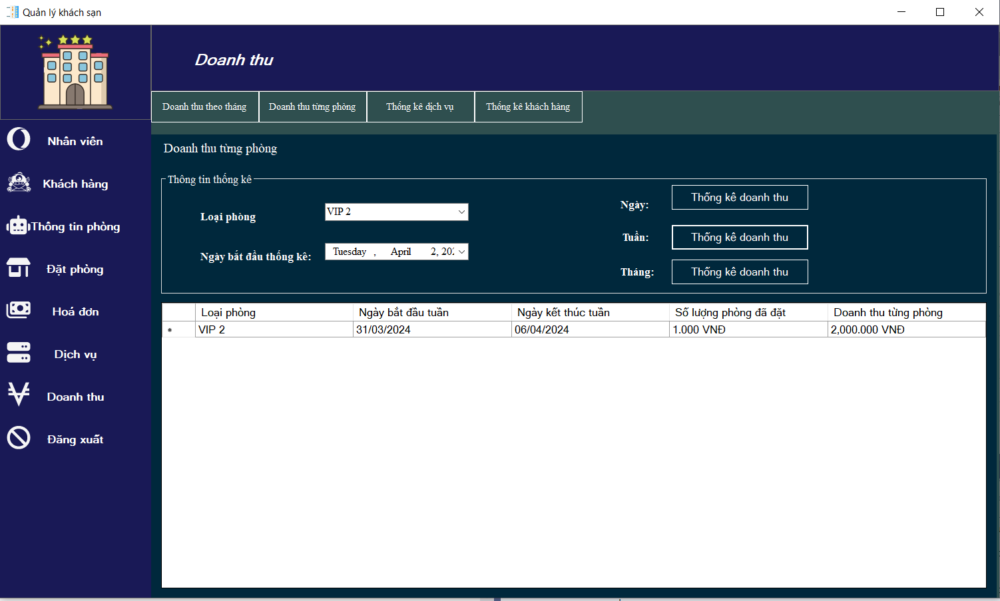 Quản lý khách sạn
Doanh thu
Doanh thu theo tháng Doanh thu từng phòng Thống kê dịch vụ Thống kê khách hàng
Nhân viên
Khách hàng
Thông tin phòng
Đặt phòng
Hoá đơn
Dịch vụ
Doanh thu
Đăng xuất
Doanh thu từng phòng
Thông tin thống kê
Loại phòng VIP 2
Ngày bắt đầu thống kê: Tuesday , April 2, 202
Ngày: Thống kê doanh thu
Tuần: Thống kê doanh thu
Tháng: Thống kê doanh thu
Loại phòng Ngày bắt đầu tuần Ngày kết thúc tuần Số lượng phòng đã đặt Doanh thu từng phòng
VIP 2 31/03/2024 06/04/2024 1.000 VNĐ 2,000.000 VNĐ